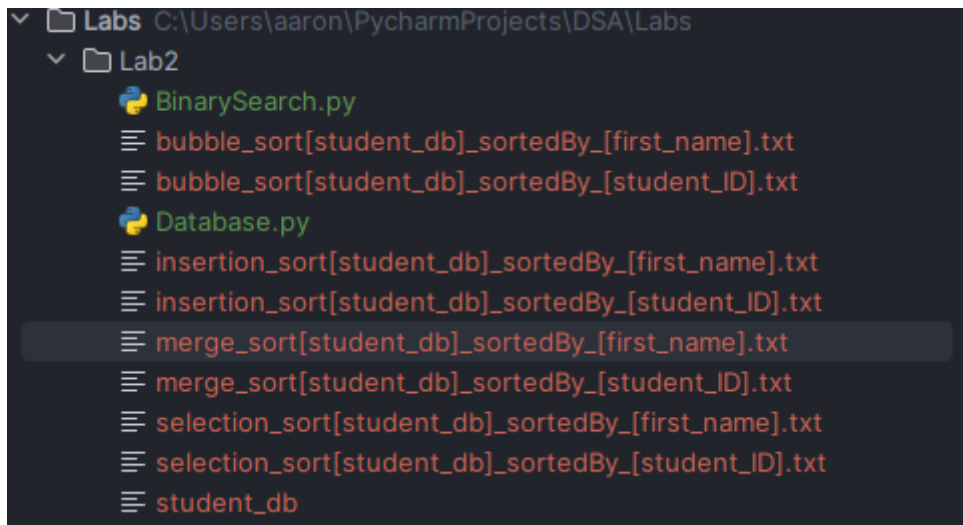 Labs C:\Users\aaron\PycharmProjects\DSA\Labs
Lab2
BinarySearch.py
bubble_sort[student_db]_sortedBy_[first_name].txt
bubble_sort[student_db]_sortedBy_[student_ID].txt
Database.py
insertion_sort[student_db]_sortedBy_[first_name].txt
insertion_sort[student_db]_sortedBy_[student_ID].txt
merge_sort[student_db]_sortedBy_[first_name].txt
merge_sort[student_db]_sortedBy_[student_ID].txt
selection_sort[student_db]_sortedBy_[first_name].txt
selection_sort[student_db]_sortedBy_[student_ID].txt
student_db